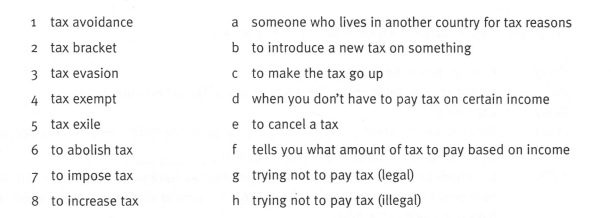 1 tax avoidance a someone who lives in another country for tax reasons
2 tax bracket b to introduce a new tax on something
3 tax evasion c to make the tax go up
4 tax exempt d when you don't have to pay tax on certain income
5 tax exile e to cancel a tax
6 to abolish tax f tells you what amount of tax to pay based on income
7 to impose tax g trying not to pay tax (legal)
8 to increase tax h trying not to pay tax (illegal)